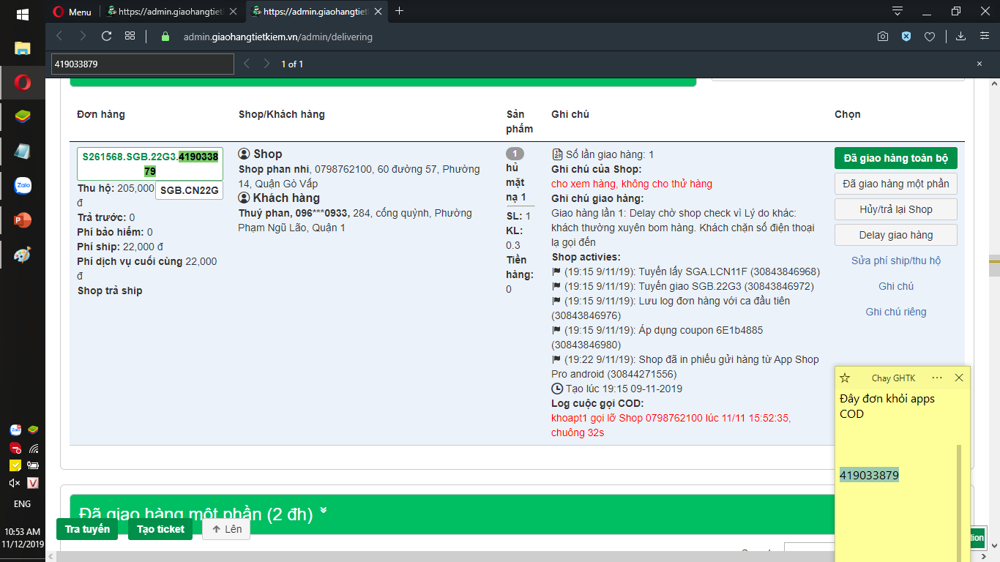 Menu
https://admin.giaohangtiet
https://admin.giaohangtiet
admin.giaohangtietkiem.vn/admin/delivering
419033879
1 of 1
Đơn hàng
Shop/Khách hàng
Sản
phẩm
Ghi chú
Chọn
S261568.SGB.22G3.4190338
79
Thu hộ: 205,000
đ
SGB.CN22G
Trả trước: 0
Phí bảo hiểm: 0
Phí ship: 22,000 đ
Phí dịch vụ cuối cùng 22,000
đ
Shop trả ship
Shop
Shop phan nhi, 0798762100, 60 đường 57, Phường
14, Quận Gò Vấp
Khách hàng
Thuý phan, 096***0933, 284, cống quỳnh, Phường
Phạm Ngũ Lão, Quận 1
1
hủ
mặt
nạ 1
SL: 1
KL:
0.3
Tiền
hàng:
0
Số lần giao hàng: 1
Ghi chú của Shop:
cho xem hàng, không cho thử hàng
Ghi chú giao hàng:
Giao hàng lần 1: Delay chờ shop check vì Lý do khác:
khách thường xuyên bom hàng. Khách chặn số điện thoại
lạ gọi đến
Shop activies:
(19:15 9/11/19): Tuyến lấy SGA.LCN11F (30843846968)
(19:15 9/11/19): Tuyến giao SGB.22G3 (30843846972)
(19:15 9/11/19): Lưu log đơn hàng với ca đầu tiên
(30843846976)
(19:15 9/11/19): Áp dụng coupon 6E1b4885
(30843846980)
(19:22 9/11/19): Shop đã in phiếu gửi hàng từ App Shop
Pro android (30844271556)
Tạo lúc 19:15 09-11-2019
Log cuộc gọi COD:
khoapt1 gọi lỡ Shop 0798762100 lúc 11/11 15:52:35,
chuông 32s
Đã giao hàng toàn bộ
Đã giao hàng một phần
Hủy/trả lại Shop
Delay giao hàng
Sửa phí ship/thu hộ
Ghi chú
Ghi chú riêng
Chay GHTK
Đây đơn khỏi apps
COD
419033879
Đã giao hàng một phần (2 đh)
Tra tuyến
Tạo ticket
Lên
tion
Zalo
ENG
10:53 AM
11/12/2019